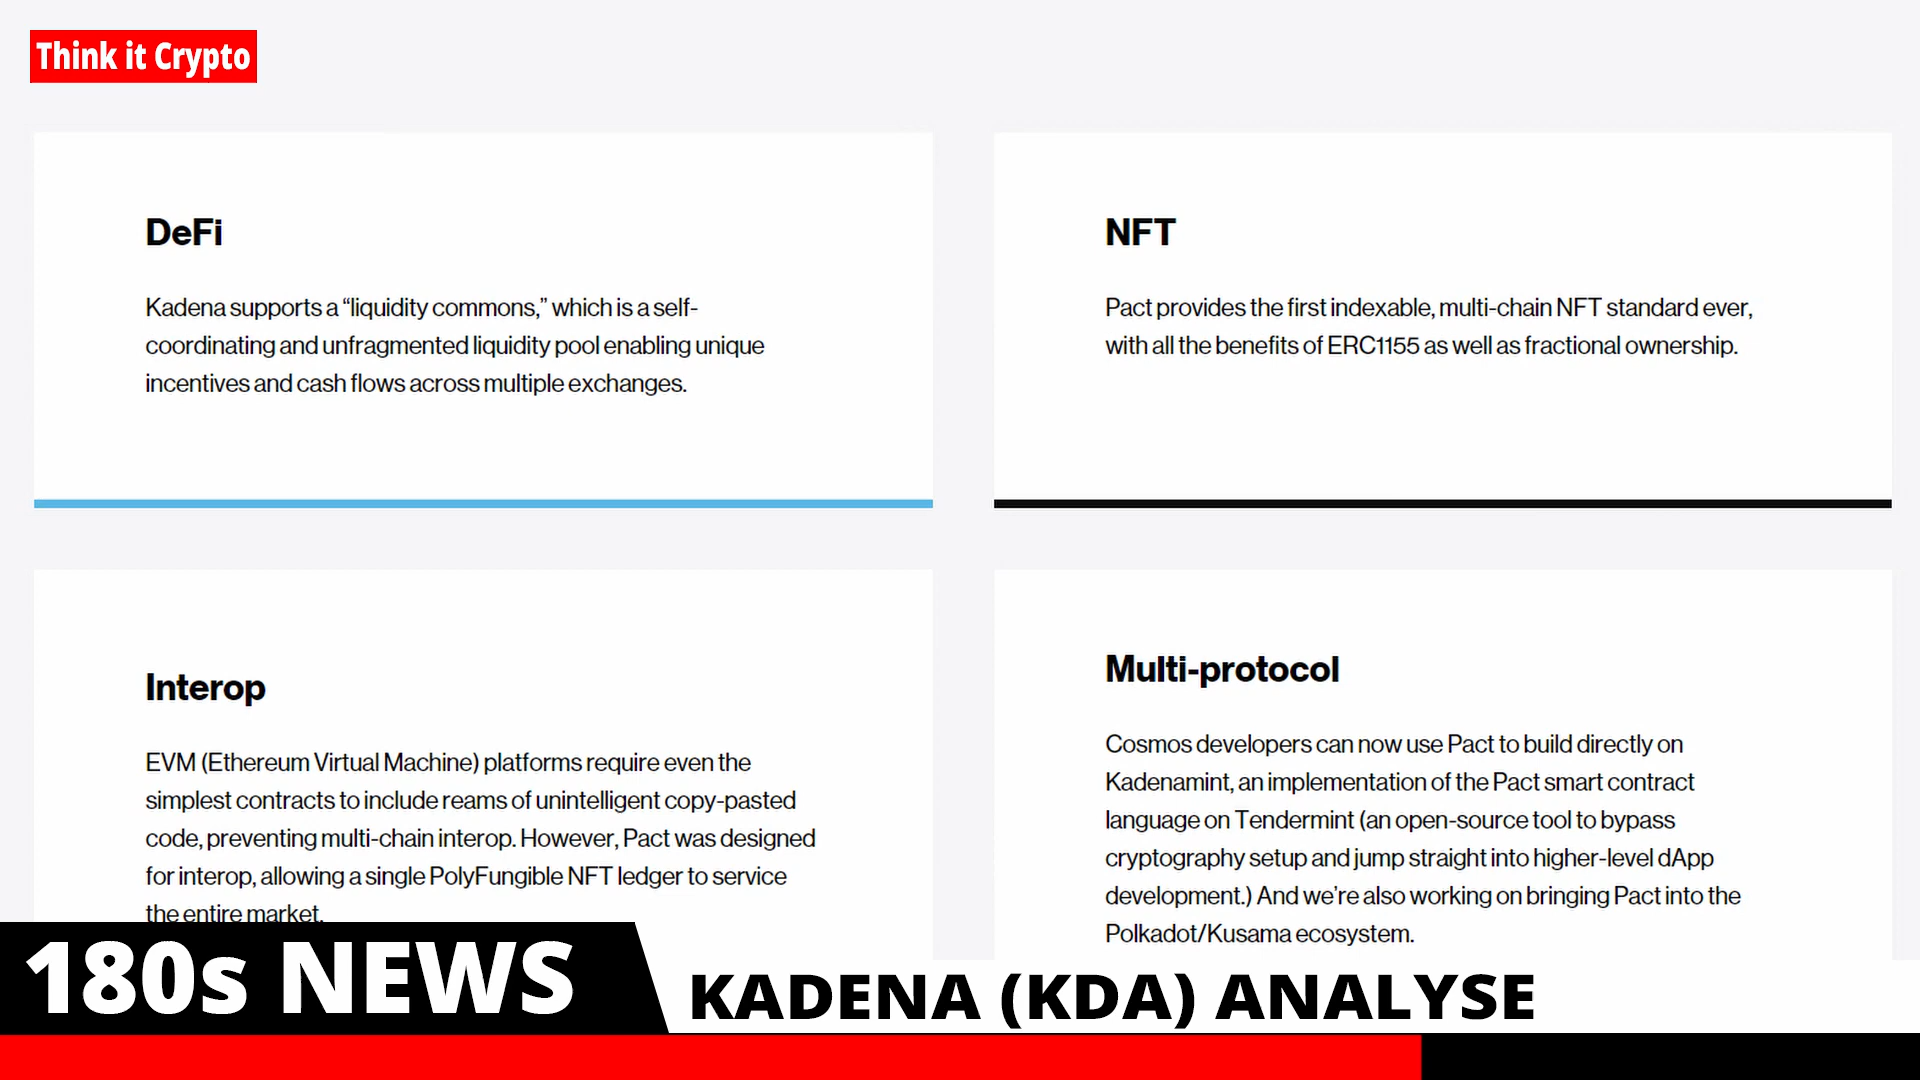 Think it Crypto
DeFi
Kadena supports a “liquidity commons,” which is a self-
coordinating and unfragmented liquidity pool enabling unique
incentives and cash flows across multiple exchanges.
NFT
Pact provides the first indexable, multi-chain NFT standard ever,
with all the benefits of ERC1155 as well as fractional ownership.
Interop
EVM (Ethereum Virtual Machine) platforms require even the
simplest contracts to include reams of unintelligent copy-pasted
code, preventing multi-chain interop. However, Pact was designed
for interop, allowing a single PolyFungible NFT ledger to service
the entire market.
Multi-protocol
Cosmos developers can now use Pact to build directly on
Kadenamint, an implementation of the Pact smart contract
language on Tendermint (an open-source tool to bypass
cryptography setup and jump straight into higher-level dApp
development.) And we’re also working on bringing Pact into the
Polkadot/Kusama ecosystem.
180s NEWS
KADENA (KDA) ANALYSE